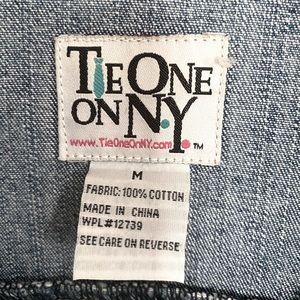 TIE ONE
ON N.Y.
www.TieOneOnNY.com ™
M
FABRIC: 100% COTTON
MADE IN CHINA
WPL#12739
SEE CARE ON REVERSE